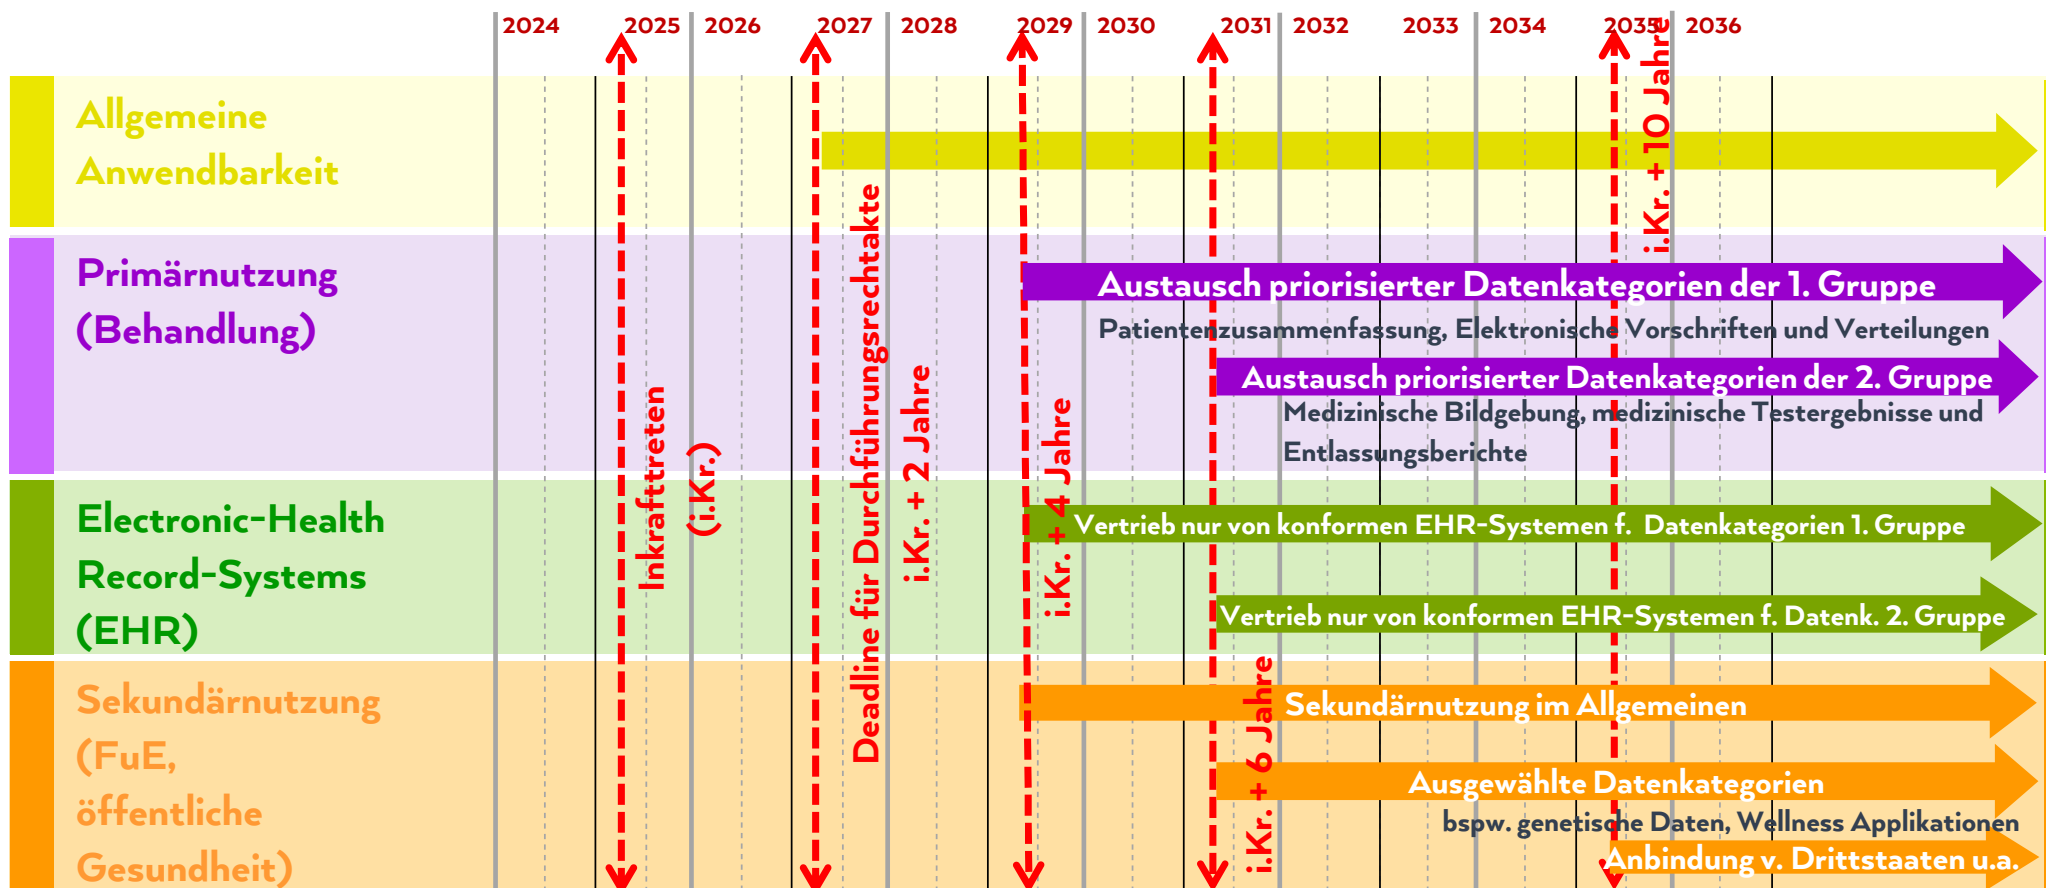 2024 2025 2026 2027 2028 2029 2030 2031 2032 2033 2034 2035 2036
Allgemeine
Anwendbarkeit
Primärnutzung
(Behandlung)
Austausch priorisierter Datenkategorien der 1. Gruppe
Patientenzusammenfassung, Elektronische Vorschriften und Verteilungen
Austausch priorisierter Datenkategorien der 2. Gruppe
Medizinische Bildgebung, medizinische Testergebnisse und
Entlassungsberichte
Electronic-Health
Record-Systems
(EHR)
Vertrieb nur von konformen EHR-Systemen f. Datenkategorien 1. Gruppe
Vertrieb nur von konformen EHR-Systemen f. Datenk. 2. Gruppe
Sekundärnutzung
(FuE,
öffentliche
Gesundheit)
Sekundärnutzung im Allgemeinen
Ausgewählte Datenkategorien
bspw. genetische Daten, Wellness Applikationen
Anbindung v. Drittstaaten u.a.
Inkrafttreten
(i.Kr.)
Deadline für Durchführungsrechtakte
i.Kr. + 2 Jahre
i.Kr. + 4 Jahre
i.Kr. + 6 Jahre
i.Kr. + 10 Jahre